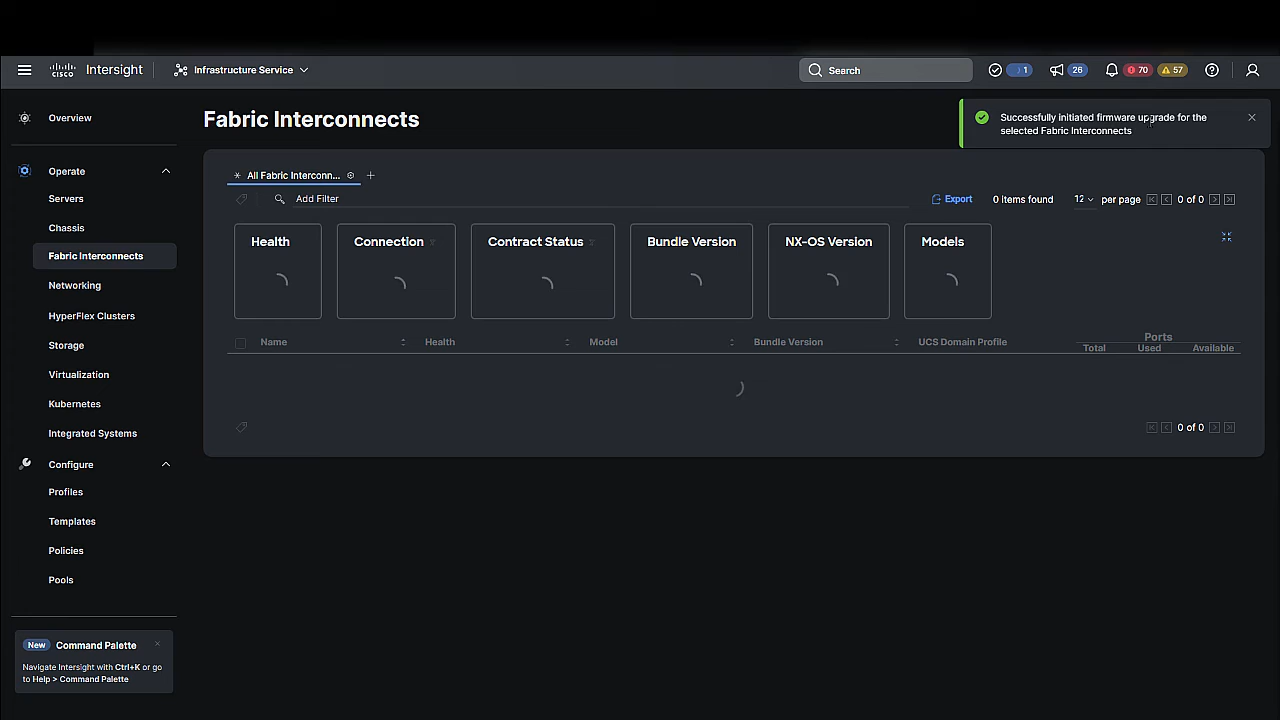 CISCO Intersight Infrastructure Service Search 1 26 70 57
Overview
Operate
Servers
Chassis
Fabric Interconnects
Networking
HyperFlex Clusters
Storage
Virtualization
Kubernetes
Integrated Systems
Configure
Profiles
Templates
Policies
Pools
New Command Palette
Navigate Intersight with Ctrl+K or go
to Help > Command Palette
Fabric Interconnects
Successfully initiated firmware upgrade for the
selected Fabric Interconnects
All Fabric Interconn...
Add Filter Export 0 items found 12 per page 0 of 0
Health Connection Contract Status Bundle Version NX-OS Version Models
Name Health Model Bundle Version UCS Domain Profile Ports
Total Used Available
0 of 0